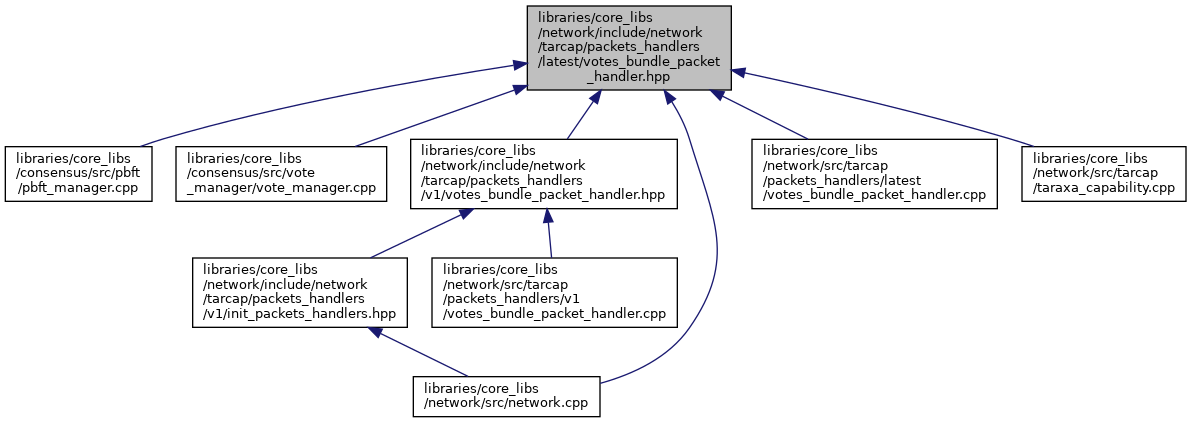 libraries/core_libs
/network/include/network
/tarcap/packets_handlers
/latest/votes_bundle_packet
_handler.hpp
libraries/core_libs
/consensus/src/pbft
/pbft_manager.cpp
libraries/core_libs
/consensus/src/vote
_manager/vote_manager.cpp
libraries/core_libs
/network/include/network
/tarcap/packets_handlers
/v1/votes_bundle_packet_handler.hpp
libraries/core_libs
/network/src/tarcap
/packets_handlers/latest
/votes_bundle_packet_handler.cpp
libraries/core_libs
/network/src/tarcap
/taraxa_capability.cpp
libraries/core_libs
/network/include/network
/tarcap/packets_handlers
/v1/init_packets_handlers.hpp
libraries/core_libs
/network/src/tarcap
/packets_handlers/v1
/votes_bundle_packet_handler.cpp
libraries/core_libs
/network/src/network.cpp